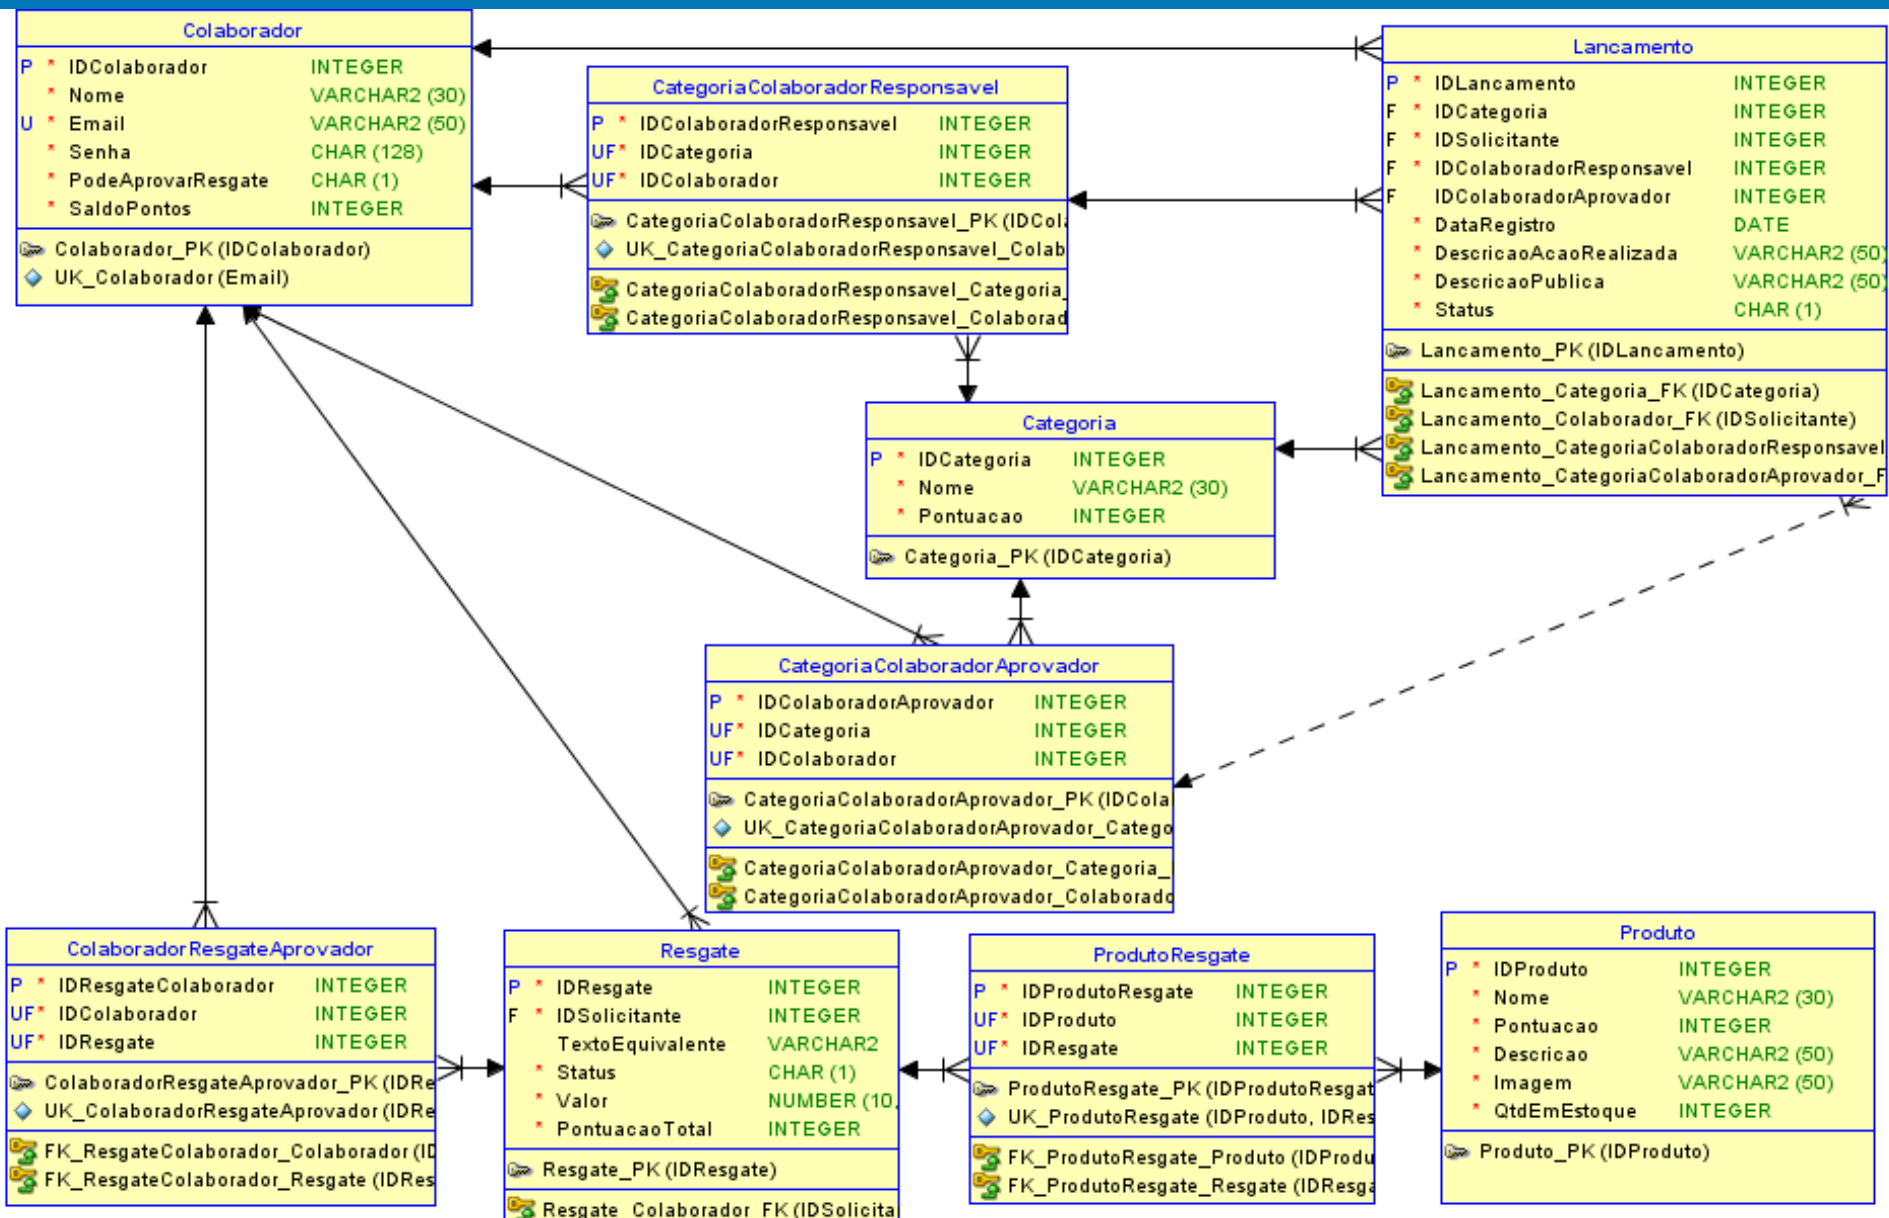 Colaborador
P * IDColaborador INTEGER
* Nome VARCHAR2 (30)
U * Email VARCHAR2 (50)
* Senha CHAR (128)
* PodeAprovarResgate CHAR (1)
* SaldoPontos INTEGER
Colaborador_PK (IDColaborador)
UK_Colaborador (Email)
CategoriaColaboradorResponsavel
P * IDColaboradorResponsavel INTEGER
UF* IDCategoria INTEGER
UF* IDColaborador INTEGER
CategoriaColaboradorResponsavel_PK (IDCol
UK_CategoriaColaboradorResponsavel_Colab
CategoriaColaboradorResponsavel_Categoria_
CategoriaColaboradorResponsavel_Colaborad
Lancamento
P * IDLancamento INTEGER
F * IDCategoria INTEGER
F * IDSolicitante INTEGER
F * IDColaboradorResponsavel INTEGER
F IDColaboradorAprovador INTEGER
* DataRegistro DATE
* DescricaoAcaoRealizada VARCHAR2 (50)
* DescricaoPublica VARCHAR2 (50)
* Status CHAR (1)
Lancamento_PK (IDLancamento)
Lancamento_Categoria_FK (IDCategoria)
Lancamento_Colaborador_FK (IDSolicitante)
Lancamento_CategoriaColaboradorResponsavel
Lancamento_CategoriaColaboradorAprovador_F
Categoria
P * IDCategoria INTEGER
* Nome VARCHAR2 (30)
* Pontuacao INTEGER
Categoria_PK (IDCategoria)
CategoriaColaboradorAprovador
P * IDColaboradorAprovador INTEGER
UF* IDCategoria INTEGER
UF* IDColaborador INTEGER
CategoriaColaboradorAprovador_PK (IDCola
UK_CategoriaColaboradorAprovador_Catego
CategoriaColaboradorAprovador_Categoria_
CategoriaColaboradorAprovador_Colaborado
ColaboradorResgateAprovador
P * IDResgateColaborador INTEGER
UF* IDColaborador INTEGER
UF* IDResgate INTEGER
ColaboradorResgateAprovador_PK (IDRe
UK_ColaboradorResgateAprovador (IDRe
FK_ResgateColaborador_Colaborador (ID
FK_ResgateColaborador_Resgate (IDRes
Resgate
P * IDResgate INTEGER
F * IDSolicitante INTEGER
TextoEquivalente VARCHAR2
* Status CHAR (1)
* Valor NUMBER (10,
* PontuacaoTotal INTEGER
Resgate_PK (IDResgate)
Resgate_Colaborador_FK (IDSolicita
ProdutoResgate
P * IDProdutoResgate INTEGER
UF* IDProduto INTEGER
UF* IDResgate INTEGER
ProdutoResgate_PK (IDProdutoResgat
UK_ProdutoResgate (IDProduto, IDRes
FK_ProdutoResgate_Produto (IDProdu
FK_ProdutoResgate_Resgate (IDResga
Produto
P * IDProduto INTEGER
* Nome VARCHAR2 (30)
* Pontuacao INTEGER
* Descricao VARCHAR2 (50)
* Imagem VARCHAR2 (50)
* QtdEmEstoque INTEGER
Produto_PK (IDProduto)